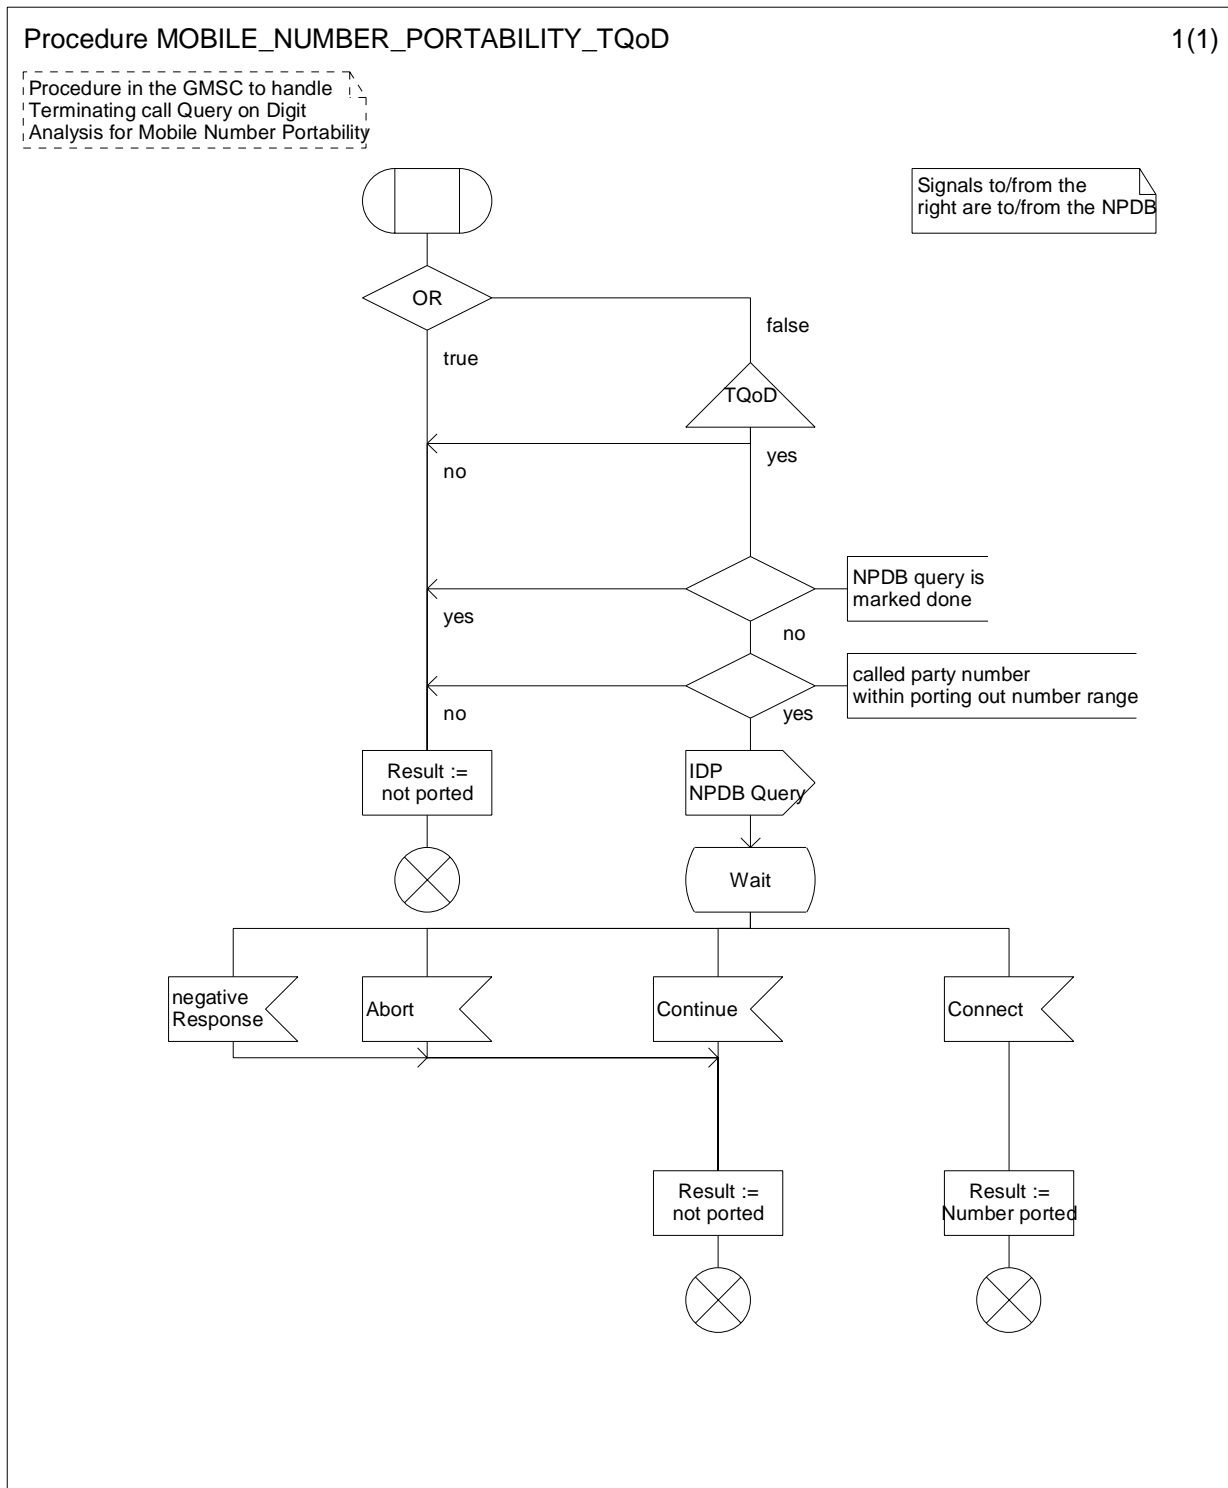 Procedure MOBILE_NUMBER_PORTABILITY_TQoD
1(1)
Procedure in the GMSC to handle
Terminating call Query on Digit
Analysis for Mobile Number Portability
Signals to/from the
right are to/from the NPDB
OR
false
true
TQoD
yes
no
NPDB query is
marked done
yes
no
called party number
within porting out number range
no
yes
Result :=
not ported
IDP
NPDB Query
Wait
negative
Response
Abort
Continue
Connect
Result :=
not ported
Result :=
Number ported